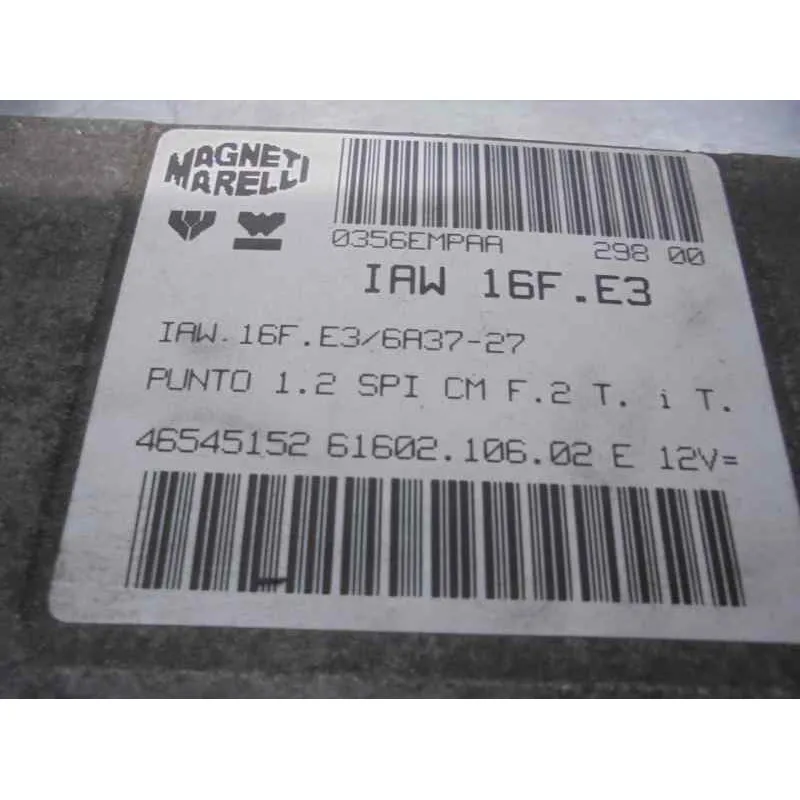 MAGNETI
MARELLI
0356EMPAA 298 00
IAW 16F.E3
IAW.16F.E3/6A37-27
PUNTO 1.2 SPI CM F.2 T. i T.
46545152 61602.106.02 E 12V=